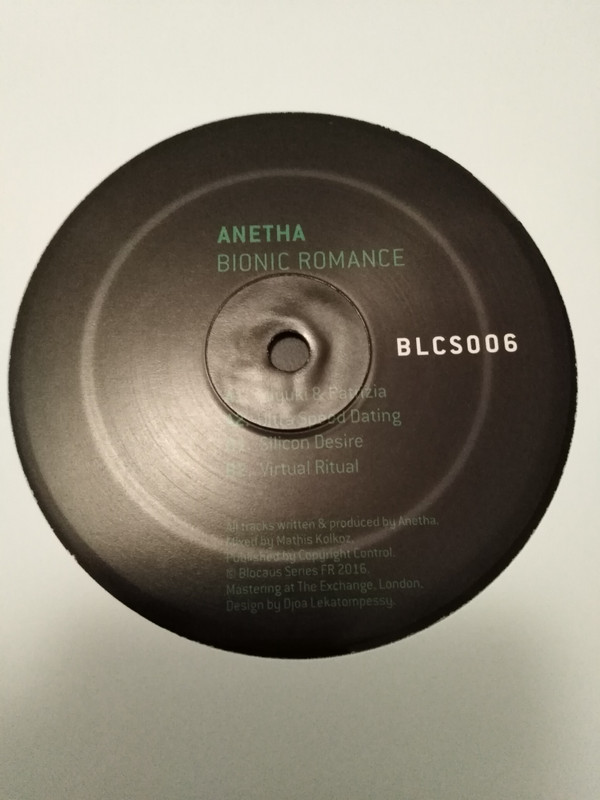 ANETHA
BIONIC ROMANCE
BLCS006
& Patrizia
Speed Dating
Silicon Desire
Virtual Ritual
All tracks written & produced by Anetha.
Mixed by Mathis Kolkoz.
Published by Copyright Control.
© Blocaus Series FR 2016.
Mastering at The Exchange, London.
Design by Djoa Lekatompessy.